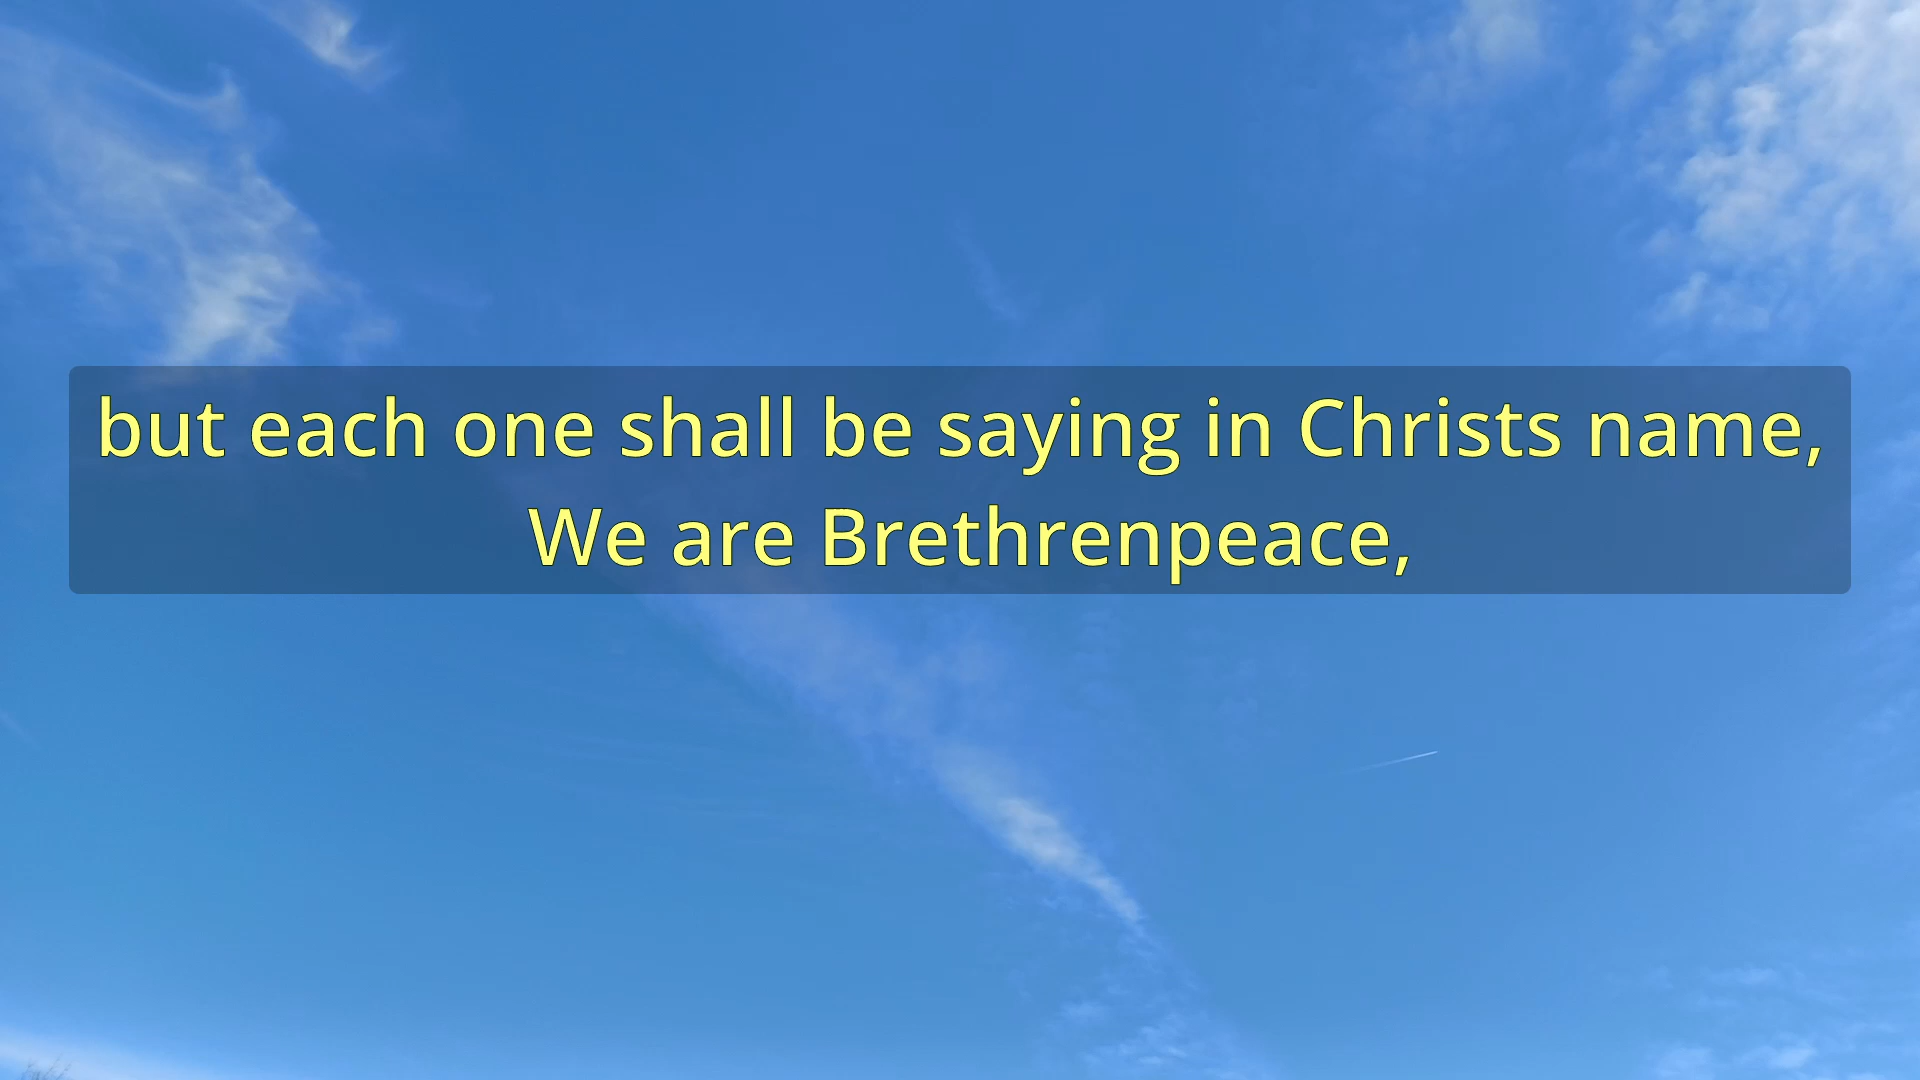 but each one shall be saying in Christs name,
We are Brethrenpeace,